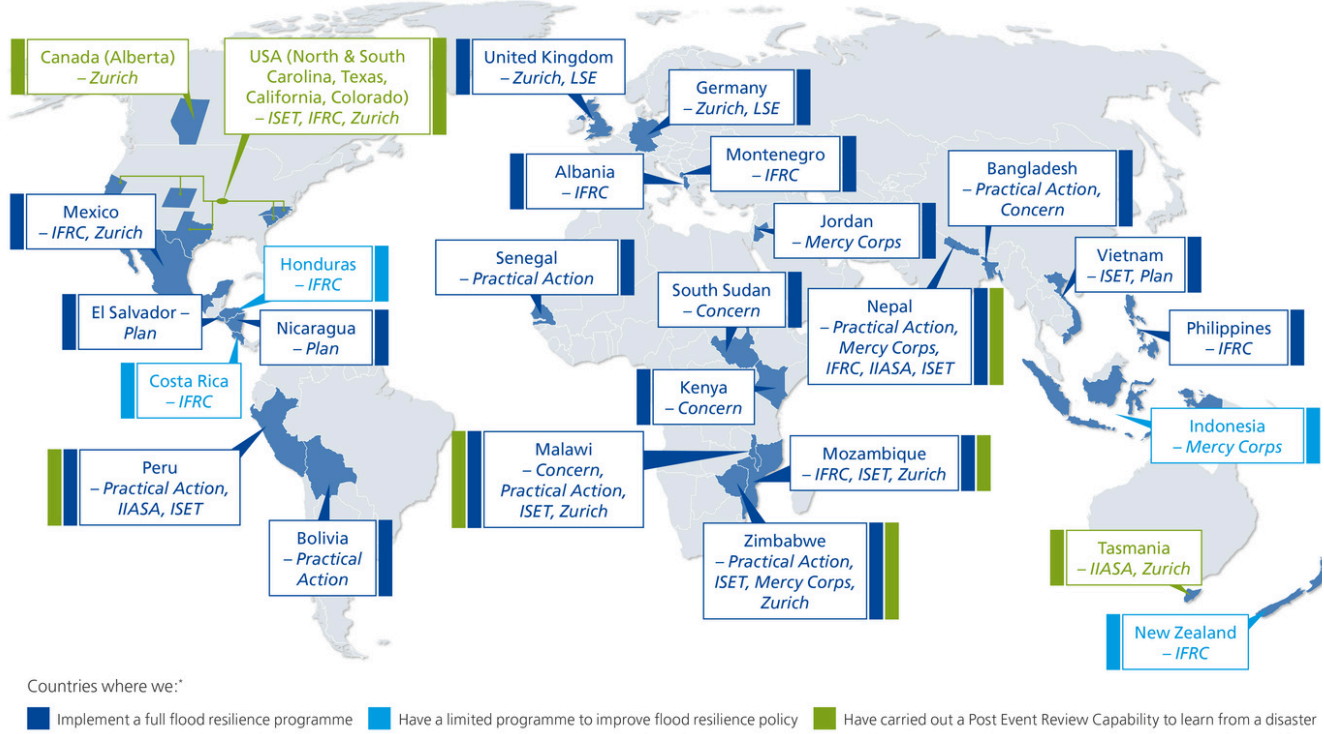 Canada (Alberta)
– Zurich
USA (North & South
Carolina, Texas,
California, Colorado)
– ISET, IFRC, Zurich
United Kingdom
– Zurich, LSE
Germany
– Zurich, LSE
Albania
– IFRC
Montenegro
– IFRC
Bangladesh
– Practical Action,
Concern
Mexico
– IFRC, Zurich
Jordan
– Mercy Corps
Honduras
– IFRC
Senegal
– Practical Action
Vietnam
– ISET, Plan
South Sudan
– Concern
Nepal
– Practical Action,
Mercy Corps,
IFRC, IIASA, ISET
El Salvador –
Plan
Nicaragua
– Plan
Philippines
– IFRC
Costa Rica
– IFRC
Kenya
– Concern
Indonesia
– Mercy Corps
Peru
– Practical Action,
IIASA, ISET
Malawi
– Concern,
Practical Action,
ISET, Zurich
Mozambique
– IFRC, ISET, Zurich
Bolivia
– Practical
Action
Zimbabwe
– Practical Action,
ISET, Mercy Corps,
Zurich
Tasmania
– IIASA, Zurich
New Zealand
– IFRC
Countries where we:*
Implement a full flood resilience programme
Have a limited programme to improve flood resilience policy
Have carried out a Post Event Review Capability to learn from a disaster